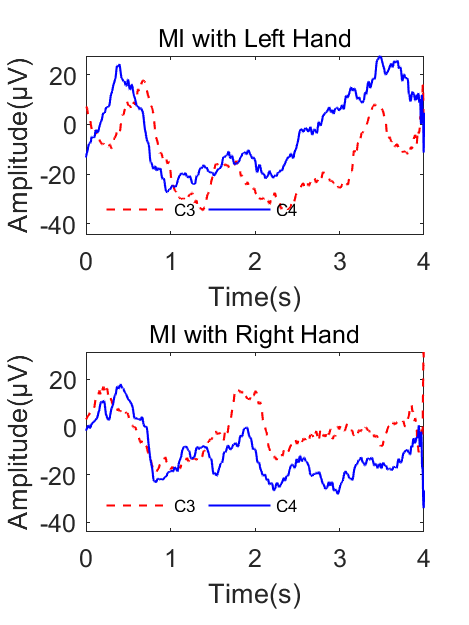 MI with Left Hand
Amplitude(μV)
20
0
-20
-40
C3
C4
0
1
2
3
4
Time(s)
MI with Right Hand
Amplitude(μV)
20
0
-20
-40
C3
C4
0
1
2
3
4
Time(s)